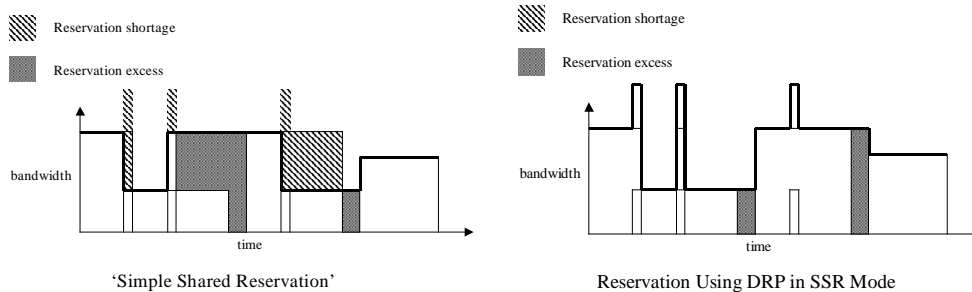 Reservation shortage
Reservation excess
bandwidth
time
‘Simple Shared Reservation’
Reservation shortage
Reservation excess
bandwidth
time
Reservation Using DRP in SSR Mode